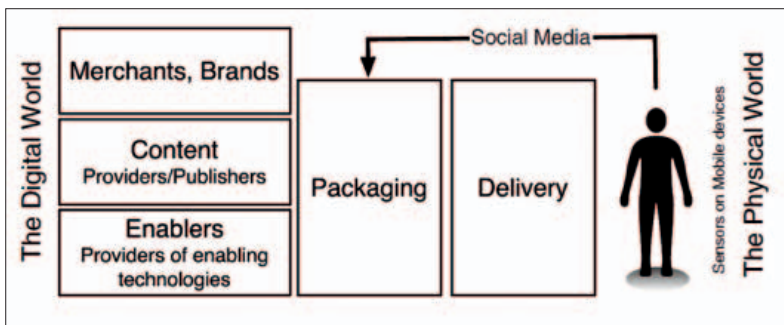 The Digital World
Merchants, Brands
Content
Providers/Publishers
Enablers
Providers of enabling
technologies
Packaging
Delivery
Social Media
Sensors on Mobile devices
The Physical World